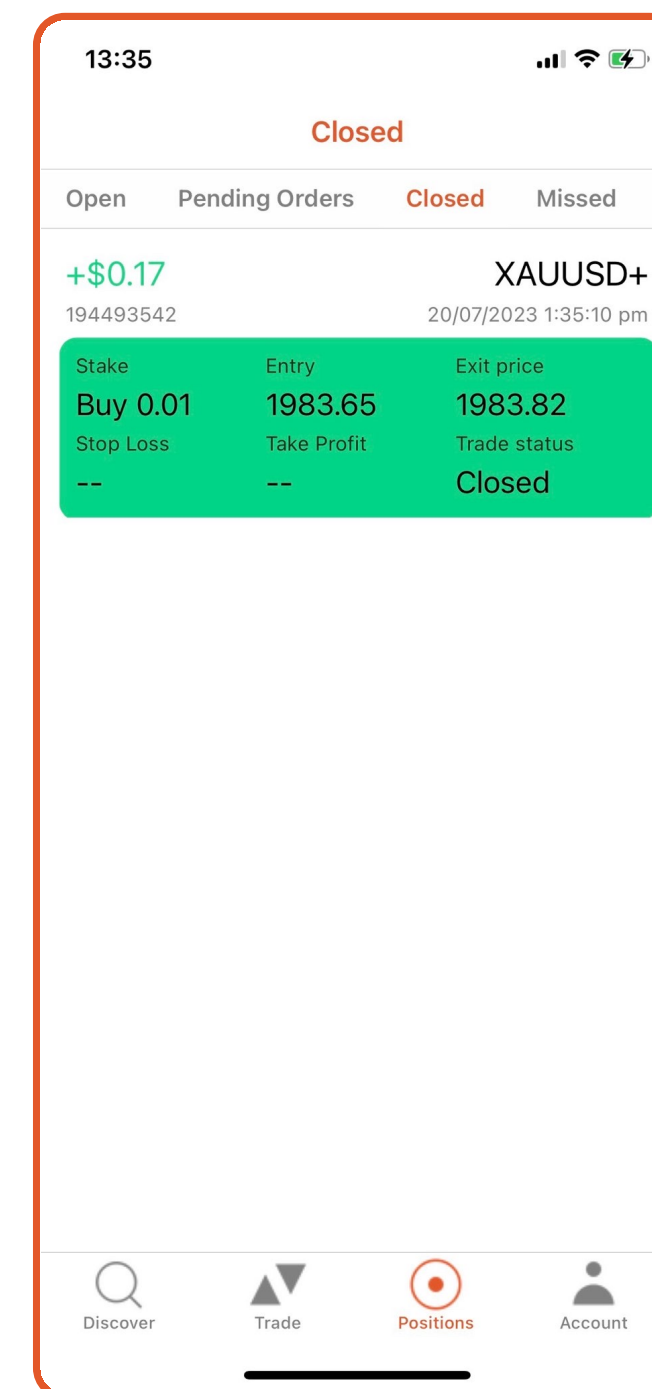 13:35
Closed
Open Pending Orders Closed Missed
+$0.17 XAUUSD+
194493542 20/07/2023 1:35:10 pm
Stake Entry Exit price
Buy 0.01 1983.65 1983.82
Stop Loss Take Profit Trade status
-- -- Closed
Discover Trade Positions Account